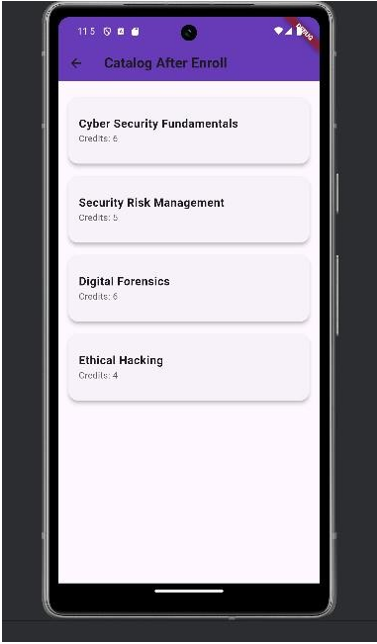 11 5
DEBUG
Catalog After Enroll
Cyber Security Fundamentals
Credits: 6
Security Risk Management
Credits: 5
Digital Forensics
Credits: 6
Ethical Hacking
Credits: 4